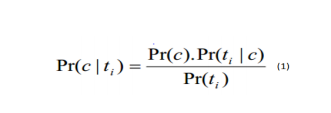 Pr(c | t_i) = Pr(c).Pr(t_i | c) / Pr(t_i) (1)